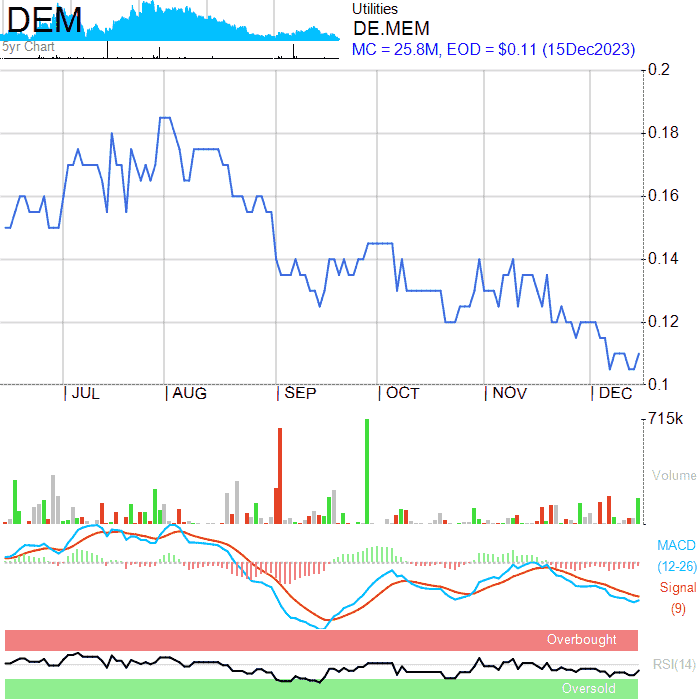 DEM
5yr Chart
Utilities
DE.MEM
MC = 25.8M, EOD = $0.11 (15Dec2023)
0.2
0.18
0.16
0.14
0.12
0.1
JUL
AUG
SEP
OCT
NOV
DEC
715k
Volume
MACD
(12-26)
Signal
(9)
Overbought
RSI(14)
Oversold